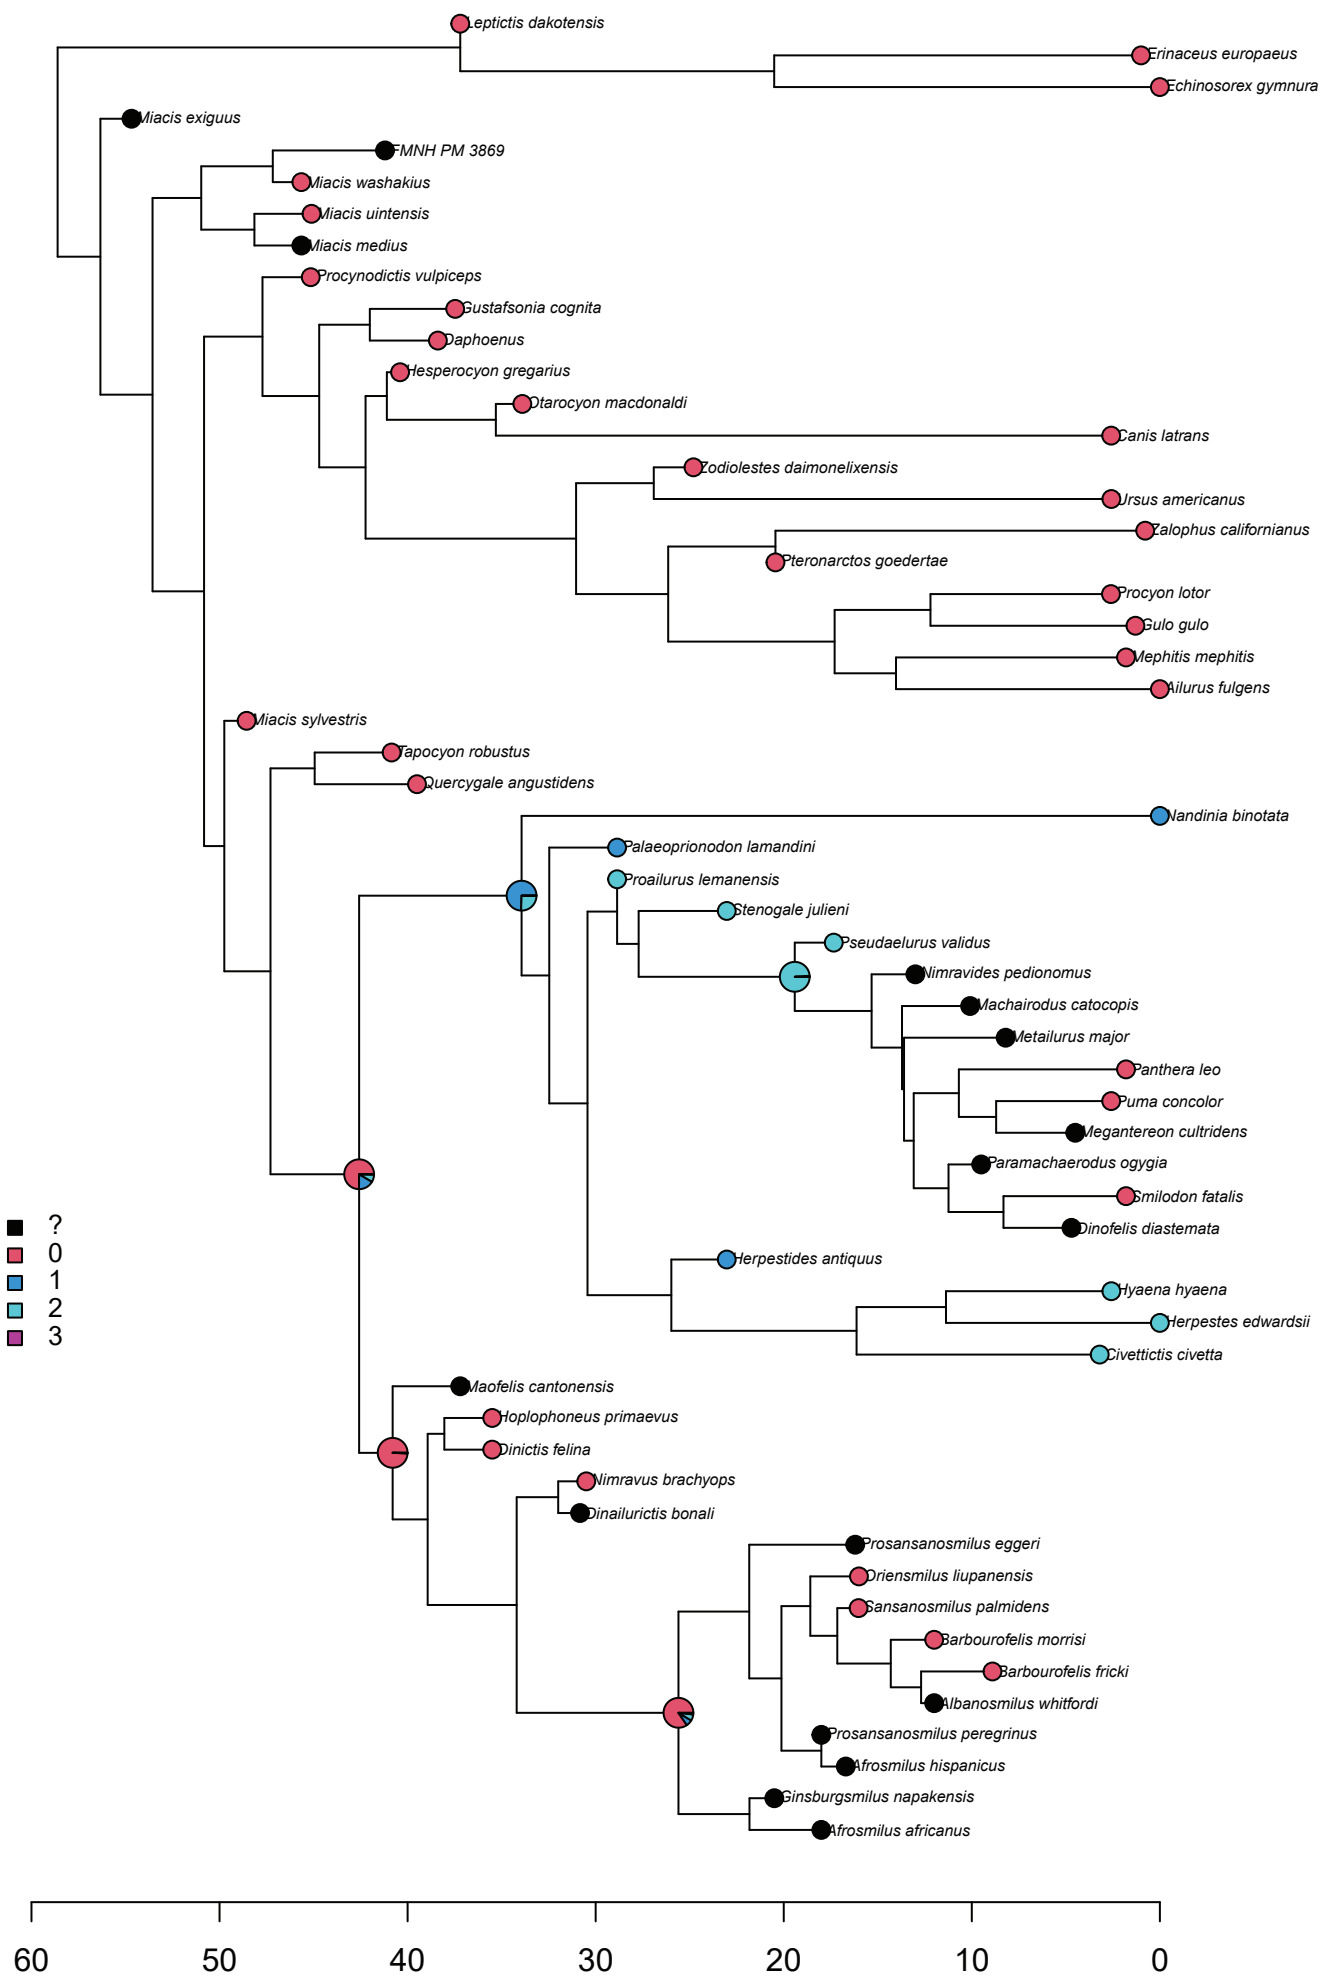 Leptictis dakotensis
Erinaceus europaeus
Echinosorex gymnura
Miacis exiguus
FMNH PM 3869
Miacis washakius
Miacis uintensis
Miacis medius
Procynodictis vulpiceps
Gustafsonia cognita
Daphoenus
Hesperocyon gregarius
Otarocyon macdonaldi
Canis latrans
Zodiolestes daimonelixensis
Ursus americanus
Zalophus californianus
Pteronarctos goedertae
Procyon lotor
Gulo gulo
Mephitis mephitis
Ailurus fulgens
Miacis sylvestris
Tapocyon robustus
Quercygale angustidens
Nandinia binotata
Palaeoprionodon lamandini
Proailurus lemanensis
Stenogale julieni
Pseudaelurus validus
Nimravides pedionomus
Machairodus catocopis
Metailurus major
Panthera leo
Puma concolor
Megantereon cultridens
Paramachaerodus ogygia
Smilodon fatalis
Dinofelis diastemata
Herpestides antiquus
Hyaena hyaena
Herpestes edwardsii
Civettictis civetta
Maofelis cantonensis
Hoplophoneus primaevus
Dinictis felina
Nimravus brachyops
Dinailurictis bonali
Prosansanosmilus eggeri
Oriensmilus liupanensis
Sansanosmilus palmidens
Barbourofelis morrisi
Barbourofelis fricki
Albanosmilus whitfordi
Prosansanosmilus peregrinus
Afrosmilus hispanicus
Ginsburgsmilus napakensis
Afrosmilus africanus
?
0
1
2
3
60 50 40 30 20 10 0